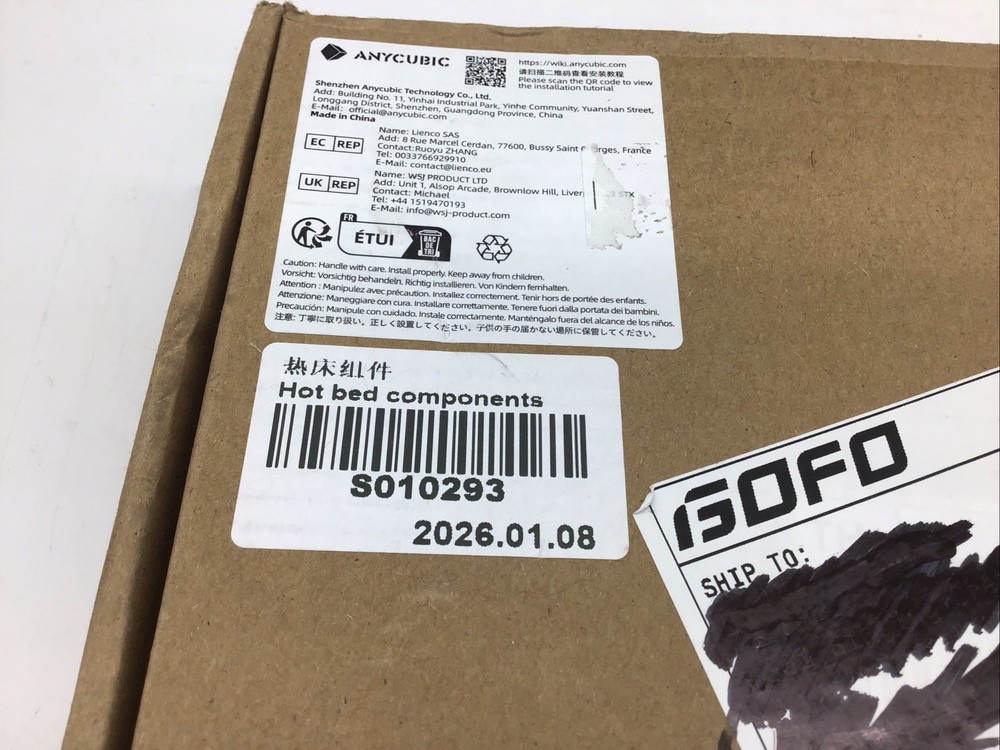 ANYCUBIC
https://wiki.anycubic.com
请扫描二维码查看安装教程
Please scan the QR code to view
the installation tutorial
Shenzhen Anycubic Technology Co., Ltd.
Add: Building No. 11, Yinhai Industrial Park, Yinhe Community, Yuanshan Street,
Longgang District, Shenzhen, Guangdong Province, China
E-Mail: official@anycubic.com
Made in China
EC REP
Name: Lienco SAS
Add: 8 Rue Marcel Cerdan, 77600, Bussy Saint France
Contact:Ruoyu ZHANG
Tel: 0033766929910
E-Mail: contact@lienco.eu
UK REP
Name: WSJ PRODUCT LTD
Add: Unit 1, Alsop Arcade, Brownlow Hill,
Contact: Michael
Tel: +44 1519470193
E-Mail: info@wsj-product.com
FR
ÉTUI
BAC
DE
TRI
Caution: Handle with care. Install properly. Keep away from children.
Vorsicht: Vorsichtig behandeln. Richtig installieren. Von Kindern fernhalten.
Attention : Manipulez avec précaution. Installez correctement. Tenir hors de portée des enfants.
Attenzione: Maneggiare con cura. Installare correttamente. Tenere fuori dalla portata dei bambini.
Precaución: Manipule con cuidado. Instale correctamente. Manténgalo fuera del alcance de los niños.
注意: 丁寧に取り扱い。正しく設置してください。子供の手の届かない場所に保管してください。
热床组件
Hot bed components
S010293
2026.01.08
GOFO
SHIP TO: